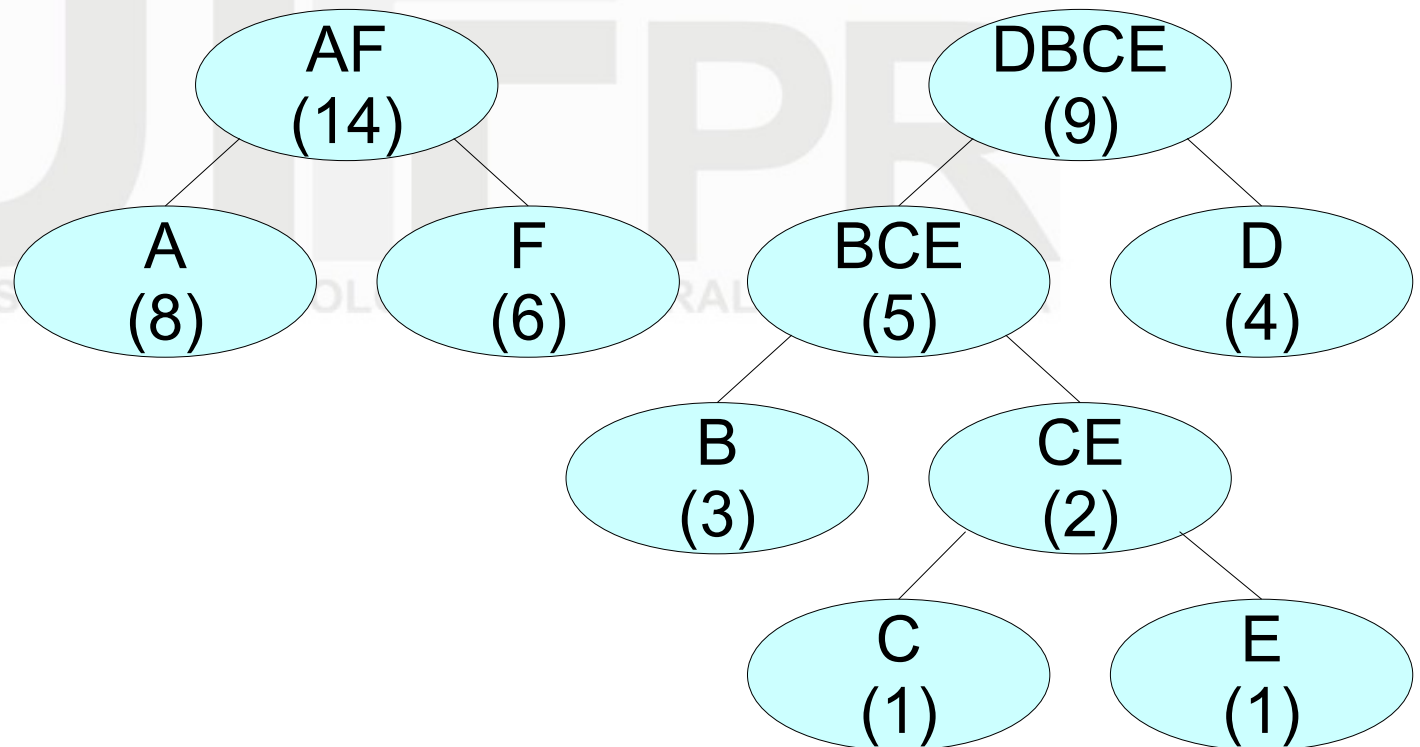 AF
(14)
DBCE
(9)
A
(8)
F
(6)
BCE
(5)
D
(4)
B
(3)
CE
(2)
C
(1)
E
(1)